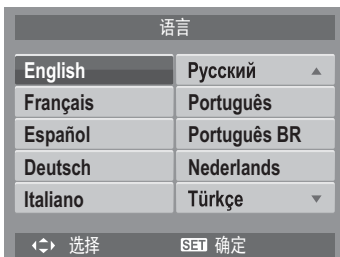 语言
English Русский
Français Português
Español Português BR
Deutsch Nederlands
Italiano Türkçe
选择 SET 确定